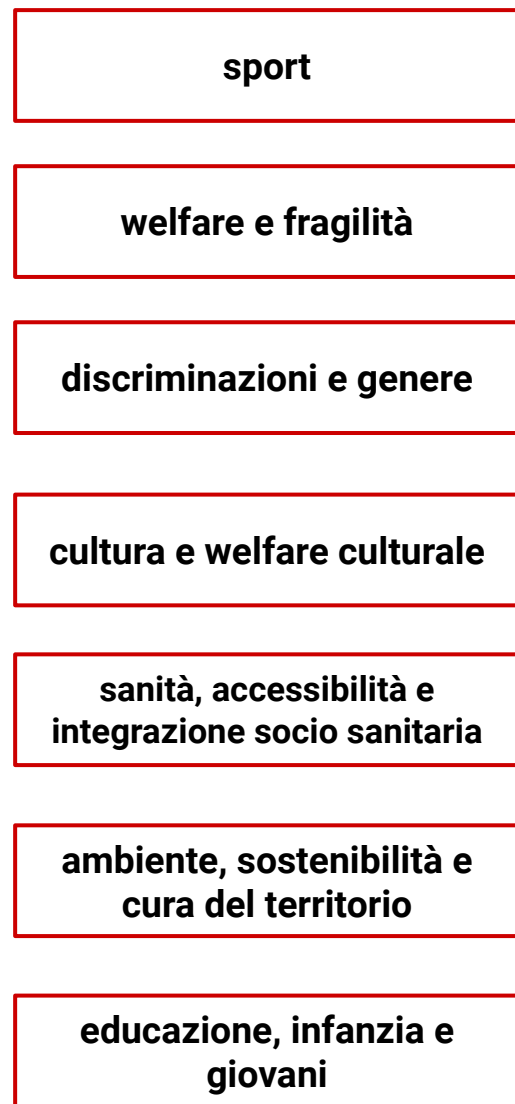 sport
welfare e fragilità
discriminazioni e genere
cultura e welfare culturale
sanità, accessibilità e
integrazione socio sanitaria
ambiente, sostenibilità e
cura del territorio
educazione, infanzia e
giovani